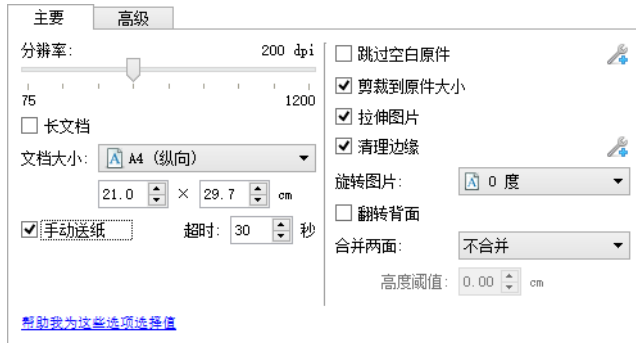 主要
高级
分辨率:
200 dpi
75
1200
长文档
文档大小:
A4 (纵向)
21.0 × 29.7 cm
手动送纸
超时: 30 秒
帮助我为这些选项选择值
跳过空白原件
剪裁到原件大小
拉伸图片
清理边缘
旋转图片:
0 度
翻转背面
合并两面:
不合并
高度阈值: 0.00 cm